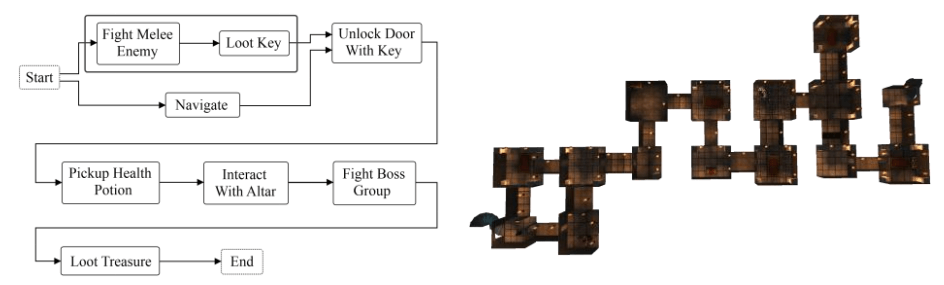 Fight Melee
Enemy
Loot Key
Unlock Door
With Key
Start
Navigate
Pickup Health
Potion
Interact
With Altar
Fight Boss
Group
Loot Treasure
End